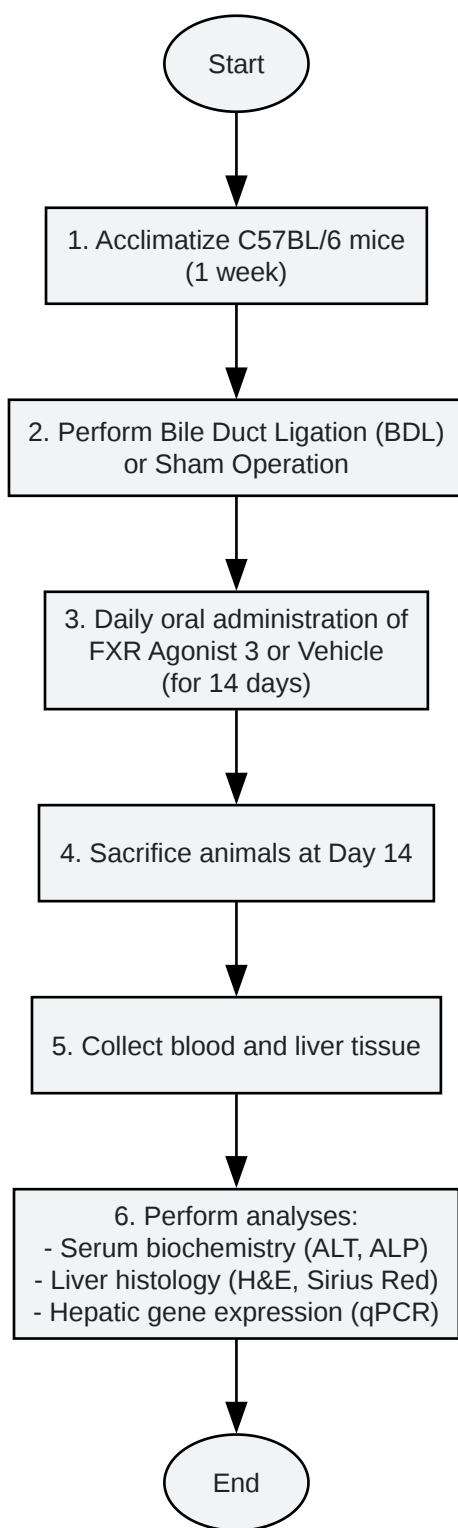 Start
1. Acclimatize C57BL/6 mice
(1 week)
2. Perform Bile Duct Ligation (BDL)
or Sham Operation
3. Daily oral administration of
FXR Agonist 3 or Vehicle
(for 14 days)
4. Sacrifice animals at Day 14
5. Collect blood and liver tissue
6. Perform analyses:
- Serum biochemistry (ALT, ALP)
- Liver histology (H&E, Sirius Red)
- Hepatic gene expression (qPCR)
End